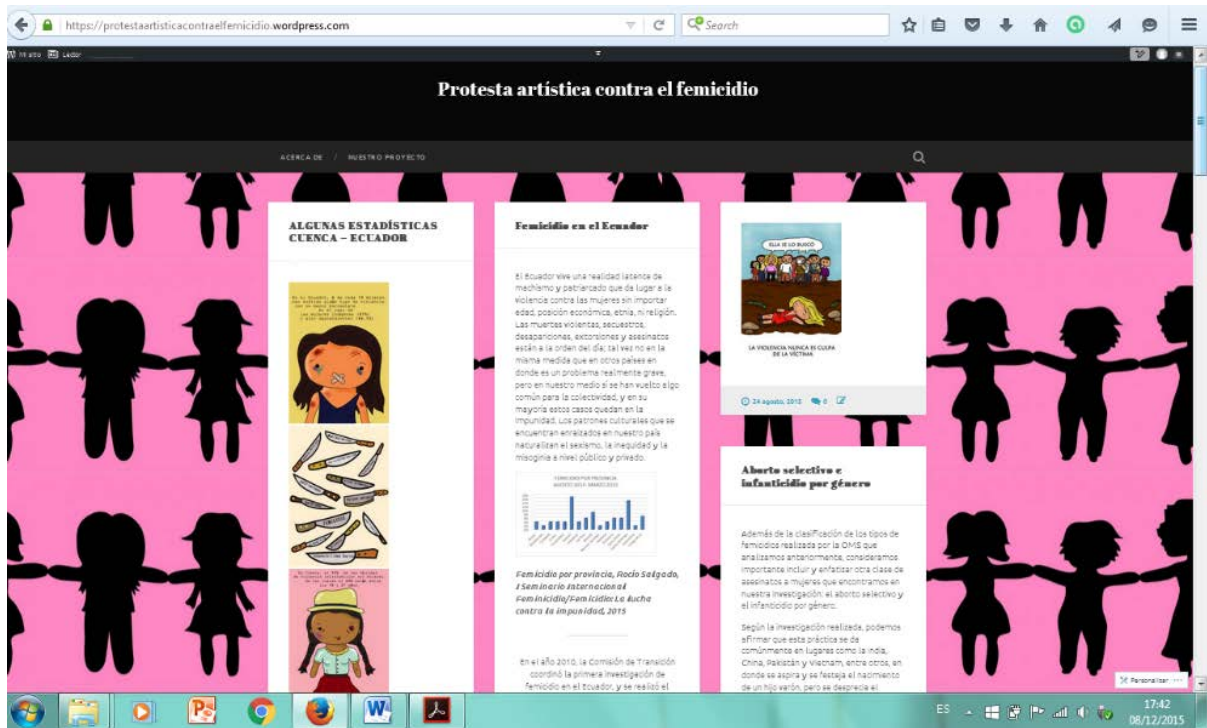 https://protestaartisticacontraelfemicidio.wordpress.com
Search
Mi sitio
Lector
Protesta artística contra el femicidio
ACERCA DE / NUESTRO PROYECTO
ALGUNAS ESTADÍSTICAS
CUENCA – ECUADOR
Femicidio en el Ecuador
El Ecuador vive una realidad latente de
machismo y patriarcado que da lugar a la
violencia contra las mujeres sin importar
edad, posición económica, etnia, ni religión.
Las muertes violentas, secuestros,
desapariciones, extorsiones y asesinatos
están a la orden del día; tal vez no en la
misma medida que en otros países en
donde es un problema realmente grave,
pero en nuestro medio sí se han vuelto algo
común para la colectividad, y en su
mayoría estos casos quedan en la
impunidad. Los patrones culturales que se
encuentran enraizados en nuestro país
naturalizan el sexismo, la inequidad y la
misoginia a nivel público y privado.
FEMICIDIO POR PROVINCIA
Femicidio por provincia, Rocío Salgado,
I Seminario Internacional
Feminicidio/Femicidio: La lucha
contra la impunidad, 2015
En el año 2010, la Comisión de Transición
coordinó la primera investigación de
femicidio en el Ecuador, y se realizó el
ELLA SE LO BUSCÓ
LA VIOLENCIA NUNCA ES CULPA
DE LA VÍCTIMA
24 agosto, 2015
0
Aborto selectivo e
infanticidio por género
Además de la clasificación de los tipos de
femicidios realizada por la OMS que
analizamos anteriormente, consideramos
importante incluir y enfatizar otra clase de
asesinatos a mujeres que encontramos en
nuestra investigación: el aborto selectivo y
el infanticidio por género.
Según la investigación realizada, podemos
afirmar que esta práctica se da
comúnmente en lugares como la India,
China, Pakistán y Vietnam, entre otros, en
donde se aspira y se festeja el nacimiento
de un hijo varón, pero se desprecia el
Personalizar
ES
17:42
08/12/2015